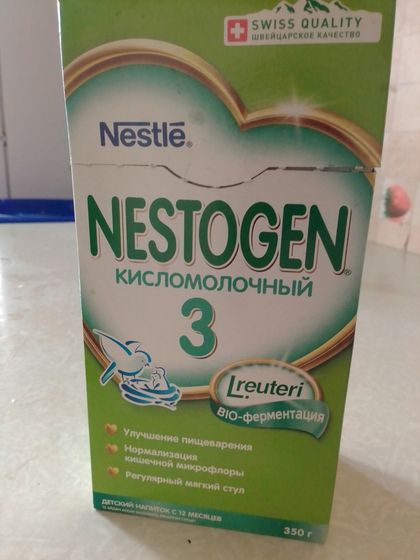 SWISS QUALITY
ШВЕЙЦАРСКОЕ КАЧЕСТВО
Nestlé®
NESTOGEN®
КИСЛОМОЛОЧНЫЙ
3
L.reuteri
BIO-ферментация
Улучшение пищеварения
Нормализация
кишечной микрофлоры
Регулярный мягкий стул
ДЕТСКИЙ НАПИТОК С 12 МЕСЯЦЕВ
350 г